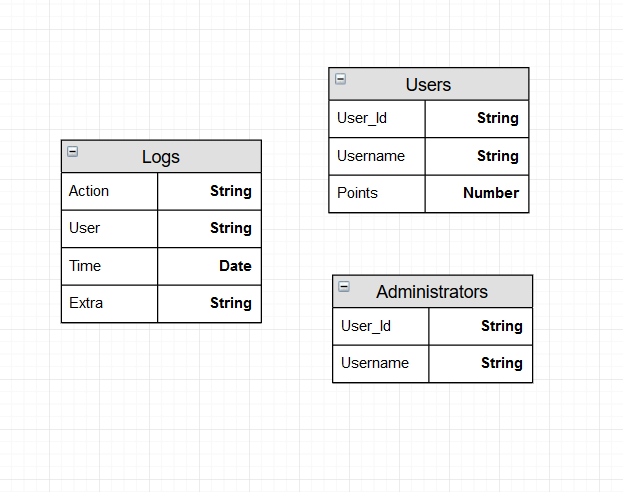 Logs
Action String
User String
Time Date
Extra String
Users
User_Id String
Username String
Points Number
Administrators
User_Id String
Username String